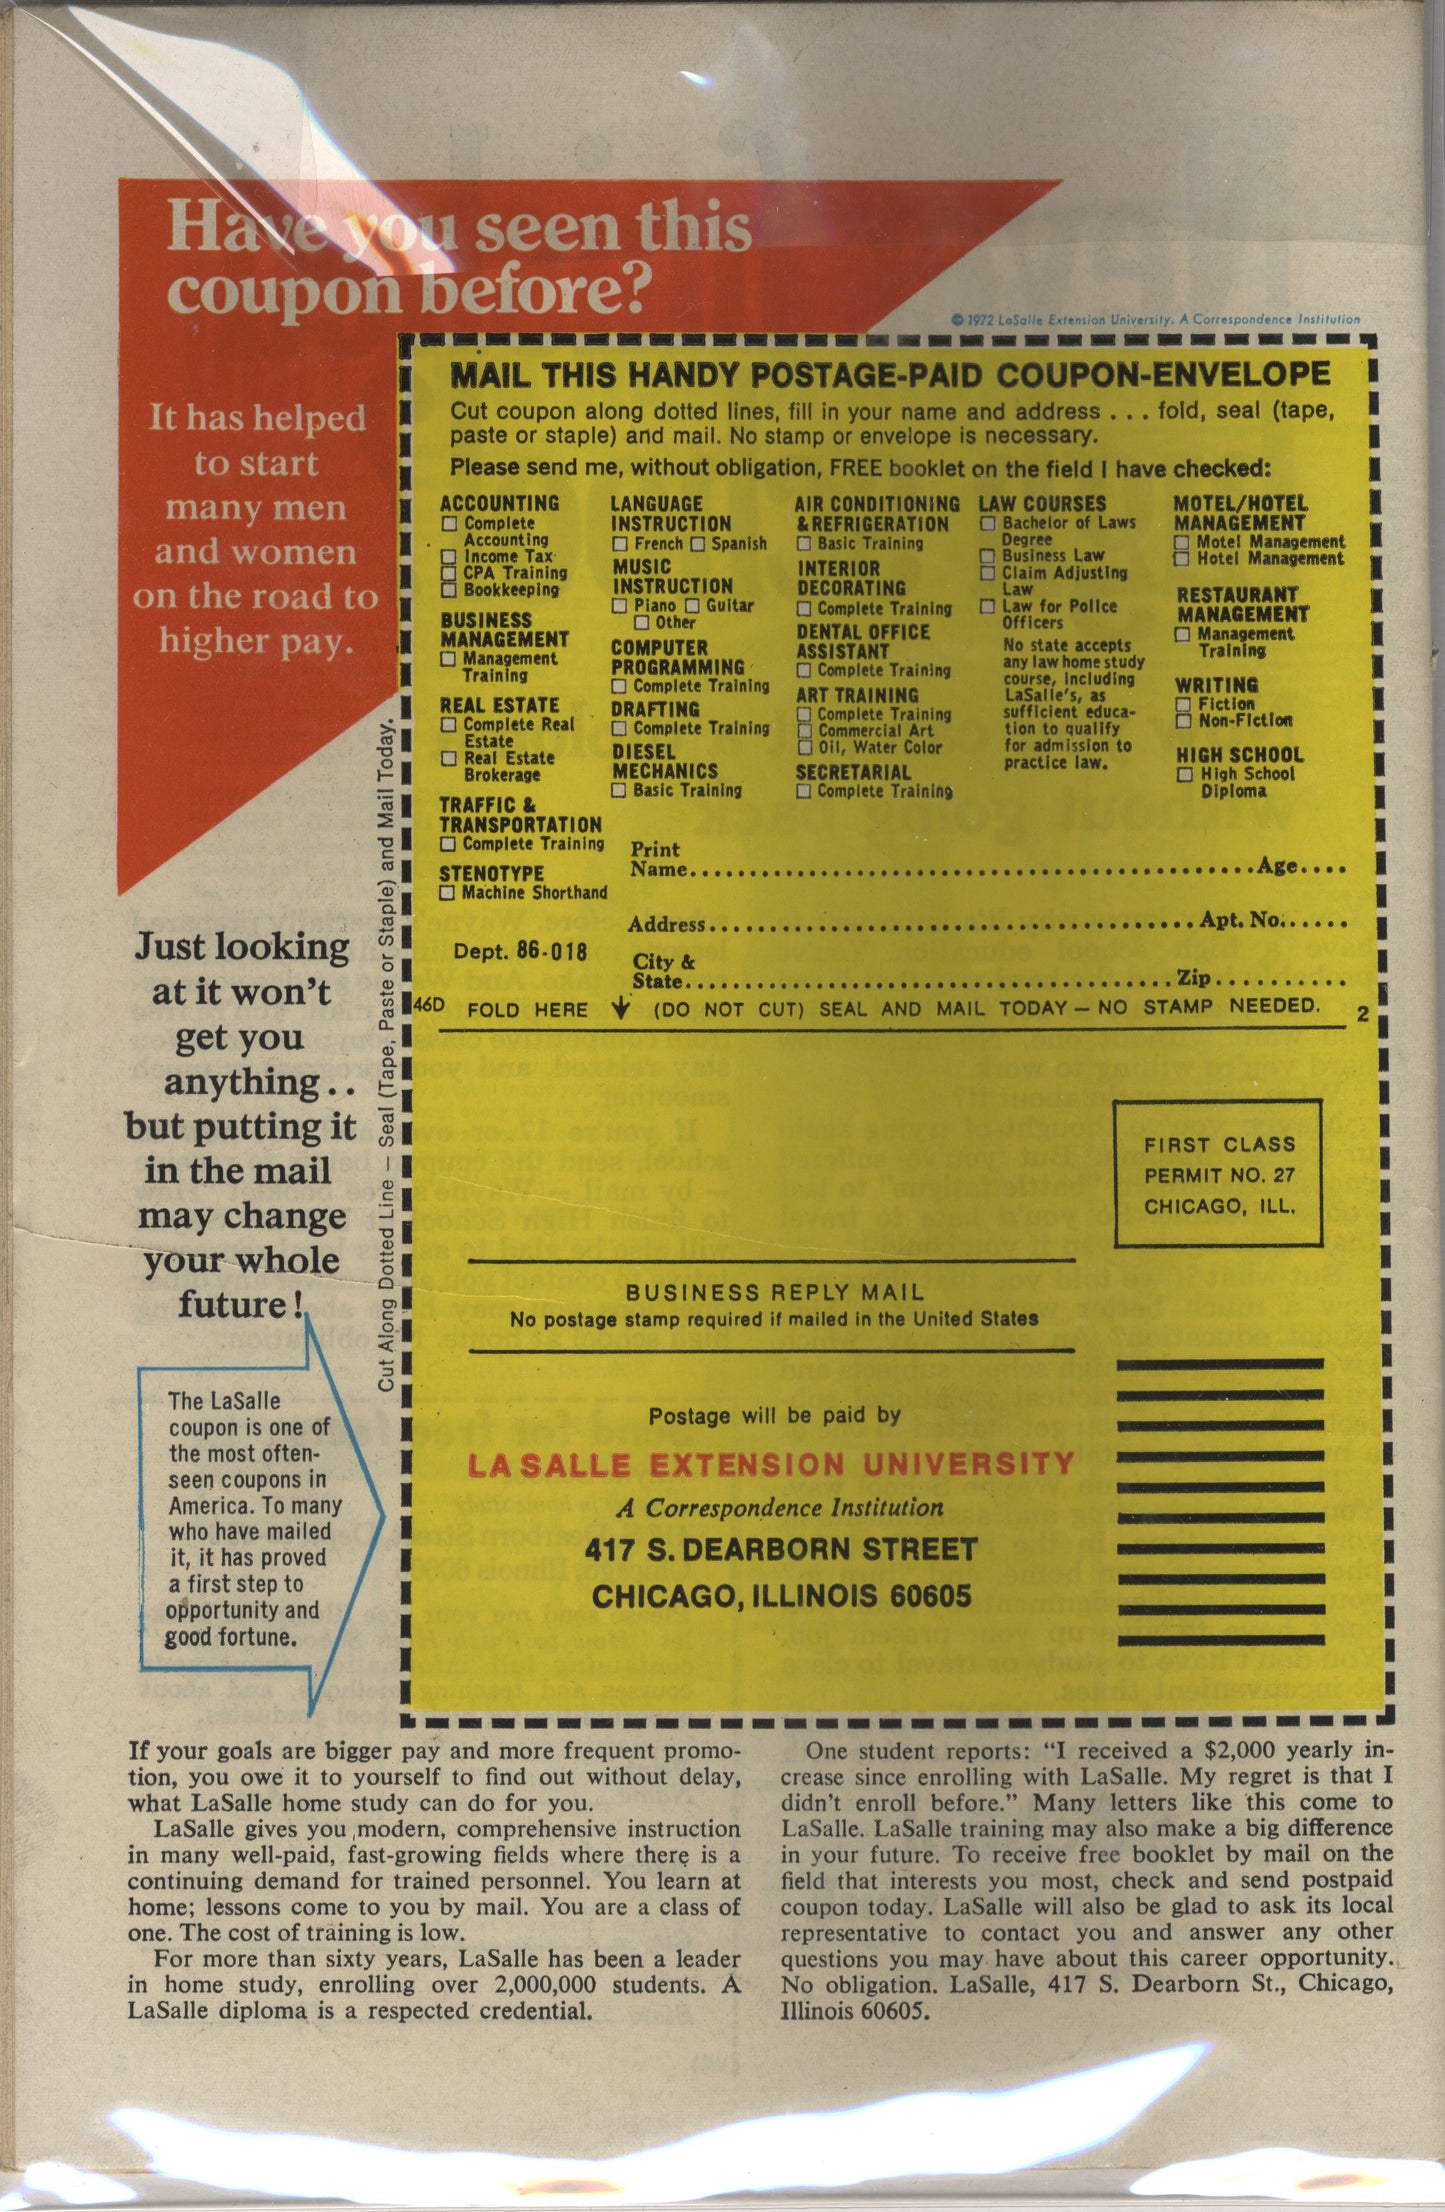 Have you seen this
coupon before?
© 1972 LaSalle Extension University. A Correspondence Institution
It has helped
to start
many men
and women
on the road to
higher pay.
Just looking
at it won't
get you
anything . .
but putting it
in the mail
may change
your whole
future!
The LaSalle
coupon is one of
the most often-
seen coupons in
America. To many
who have mailed
it, it has proved
a first step to
opportunity and
good fortune.
Cut Along Dotted Line — Seal (Tape, Paste or Staple) and Mail Today.
MAIL THIS HANDY POSTAGE-PAID COUPON-ENVELOPE
Cut coupon along dotted lines, fill in your name and address . . . fold, seal (tape,
paste or staple) and mail. No stamp or envelope is necessary.
Please send me, without obligation, FREE booklet on the field I have checked:
ACCOUNTING
Complete
Accounting
Income Tax
CPA Training
Bookkeeping
BUSINESS
MANAGEMENT
Management
Training
REAL ESTATE
Complete Real
Estate
Real Estate
Brokerage
TRAFFIC &
TRANSPORTATION
Complete Training
STENOTYPE
Machine Shorthand
LANGUAGE
INSTRUCTION
French Spanish
MUSIC
INSTRUCTION
Piano Guitar
Other
COMPUTER
PROGRAMMING
Complete Training
DRAFTING
Complete Training
DIESEL
MECHANICS
Basic Training
AIR CONDITIONING
& REFRIGERATION
Basic Training
INTERIOR
DECORATING
Complete Training
DENTAL OFFICE
ASSISTANT
Complete Training
ART TRAINING
Complete Training
Commercial Art
Oil, Water Color
SECRETARIAL
Complete Training
LAW COURSES
Bachelor of Laws
Degree
Business Law
Claim Adjusting
Law
Law for Police
Officers
No state accepts
any law home study
course, including
LaSalle's, as
sufficient educa-
tion to qualify
for admission to
practice law.
MOTEL/HOTEL
MANAGEMENT
Motel Management
Hotel Management
RESTAURANT
MANAGEMENT
Management
Training
WRITING
Fiction
Non-Fiction
HIGH SCHOOL
High School
Diploma
Print
Name Age
Address Apt. No.
Dept. 86-018
City &
State Zip
46D FOLD HERE ↓ (DO NOT CUT) SEAL AND MAIL TODAY — NO STAMP NEEDED. 2
FIRST CLASS
PERMIT NO. 27
CHICAGO, ILL.
BUSINESS REPLY MAIL
No postage stamp required if mailed in the United States
Postage will be paid by
LA SALLE EXTENSION UNIVERSITY
A Correspondence Institution
417 S. DEARBORN STREET
CHICAGO, ILLINOIS 60605
If your goals are bigger pay and more frequent promo-
tion, you owe it to yourself to find out without delay,
what LaSalle home study can do for you.
LaSalle gives you modern, comprehensive instruction
in many well-paid, fast-growing fields where there is a
continuing demand for trained personnel. You learn at
home; lessons come to you by mail. You are a class of
one. The cost of training is low.
For more than sixty years, LaSalle has been a leader
in home study, enrolling over 2,000,000 students. A
LaSalle diploma is a respected credential.
One student reports: "I received a $2,000 yearly in-
crease since enrolling with LaSalle. My regret is that I
didn't enroll before." Many letters like this come to
LaSalle. LaSalle training may also make a big difference
in your future. To receive free booklet by mail on the
field that interests you most, check and send postpaid
coupon today. LaSalle will also be glad to ask its local
representative to contact you and answer any other
questions you may have about this career opportunity.
No obligation. LaSalle, 417 S. Dearborn St., Chicago,
Illinois 60605.